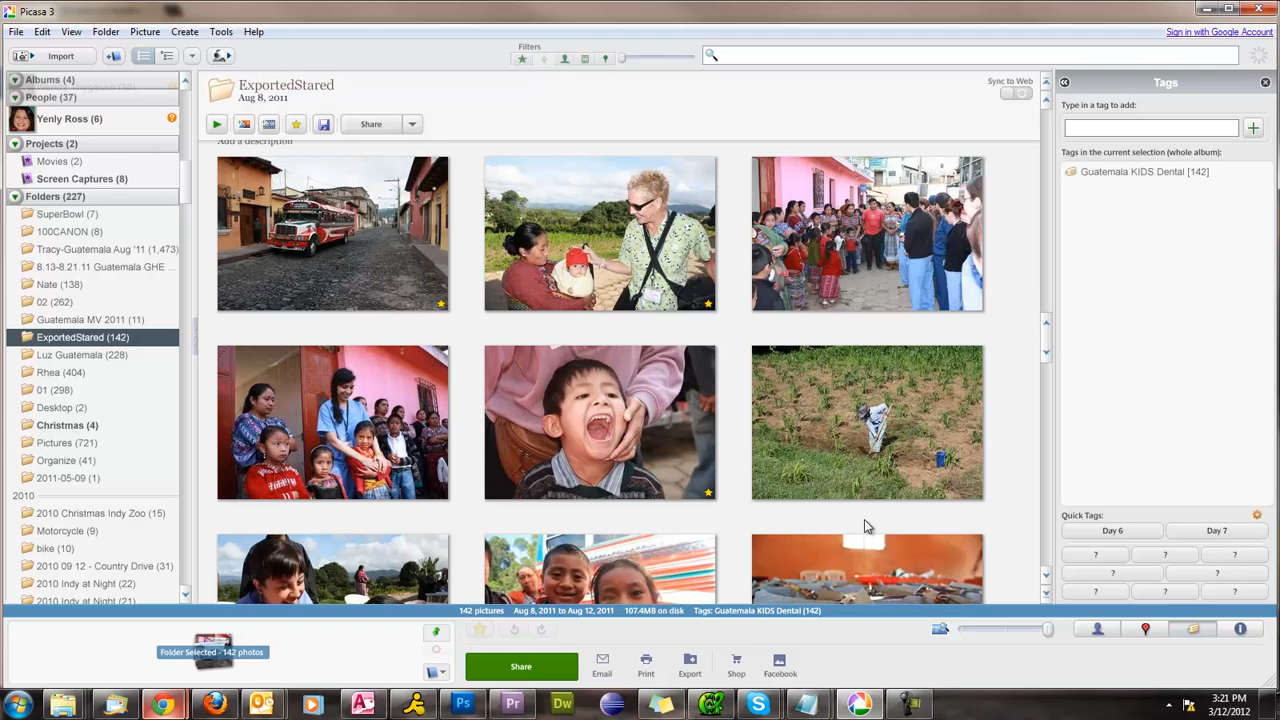 Picasa 3
File Edit View Folder Picture Create Tools Help
Sign in with Google Account
Import
Filters
Albums (4)
People (37)
Yenly Ross (6)
Projects (2)
Movies (2)
Screen Captures (8)
Folders (227)
SuperBowl (7)
100CANON (8)
Tracy-Guatemala Aug '11 (1,473)
8.13-8.21.11 Guatemala GHE ...
Nate (138)
02 (262)
Guatemala MV 2011 (11)
ExportedStared (142)
Luz Guatemala (228)
Rhea (404)
01 (298)
Desktop (2)
Christmas (4)
Pictures (721)
Organize (41)
2011-05-09 (1)
2010
2010 Christmas Indy Zoo (15)
Motorcycle (9)
bike (10)
2010 09 12 - Country Drive (31)
2010 Indy at Night (22)
2010 Indy at Night (21)
ExportedStared
Aug 8, 2011
Sync to Web
Share
Add a description
Tags
Type in a tag to add:
Tags in the current selection (whole album):
Guatemala KIDS Dental [142]
Quick Tags:
Day 6 Day 7
? ? ?
? ?
? ? ?
142 pictures Aug 8, 2011 to Aug 12, 2011 107.4MB on disk Tags: Guatemala KIDS Dental (142)
Folder Selected - 142 photos
Share
Email Print Export Shop Facebook
Ps Pr Dw
3:21 PM
3/12/2012